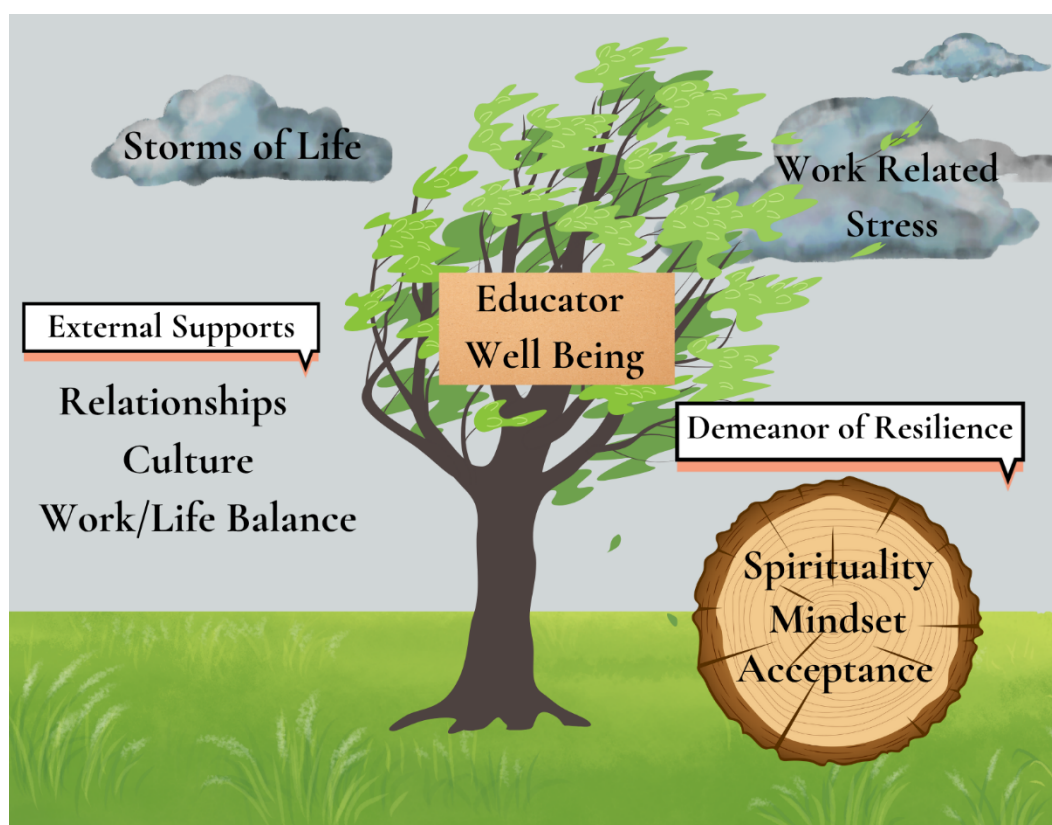 Storms of Life
Work Related
Stress
Educator
Well Being
External Supports
Relationships
Culture
Work/Life Balance
Demeanor of Resilience
Spirituality
Mindset
Acceptance